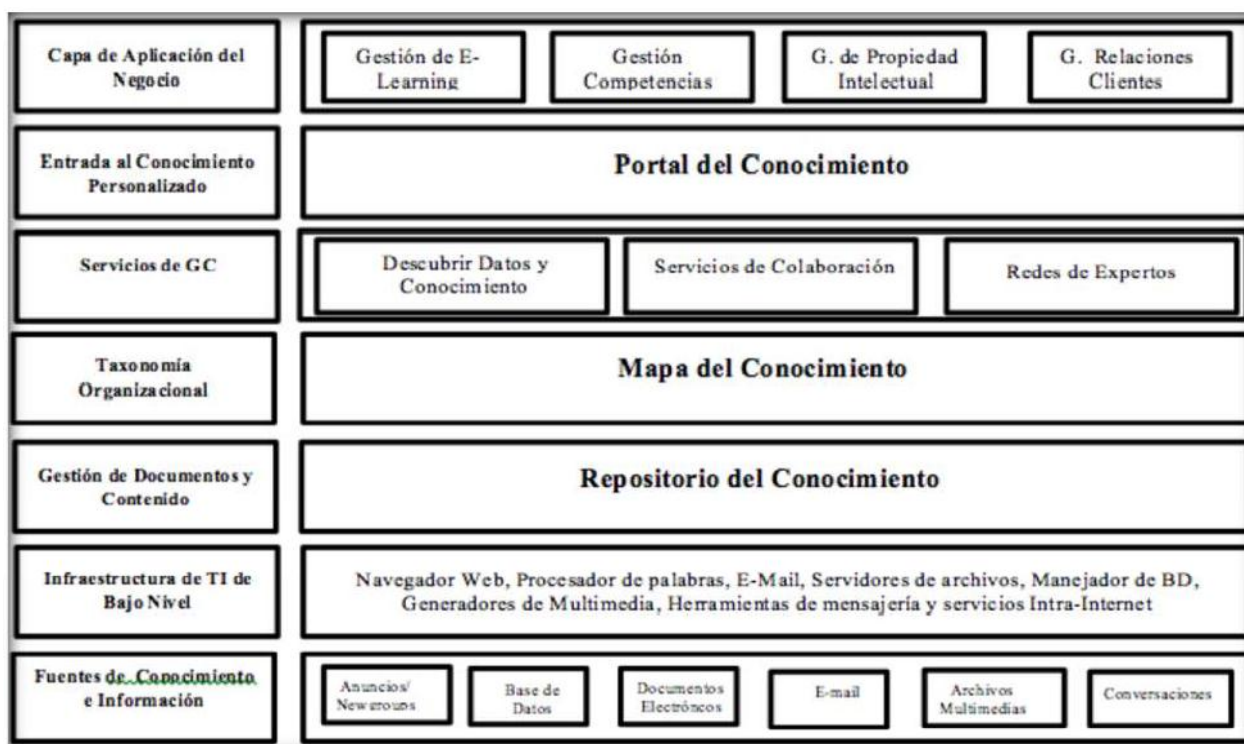 Capa de Aplicación del
Negocio
Gestión de E-
Learning
Gestión
Competencias
G. de Propiedad
Intelectual
G. Relaciones
Clientes
Entrada al Conocimiento
Personalizado
Portal del Conocimiento
Servicios de GC
Descubrir Datos y
Conocimiento
Servicios de Colaboración
Redes de Expertos
Taxonomía
Organizacional
Mapa del Conocimiento
Gestión de Documentos y
Contenido
Repositorio del Conocimiento
Infraestructura de TI de
Bajo Nivel
Navegador Web, Procesador de palabras, E-Mail, Servidores de archivos, Manejador de BD,
Generadores de Multimedia, Herramientas de mensajería y servicios Intra-Internet
Fuentes de Conocimiento
e Información
Anuncios/
Newgroups
Base de
Datos
Documentos
Electróncos
E-mail
Archivos
Multimedias
Conversaciones